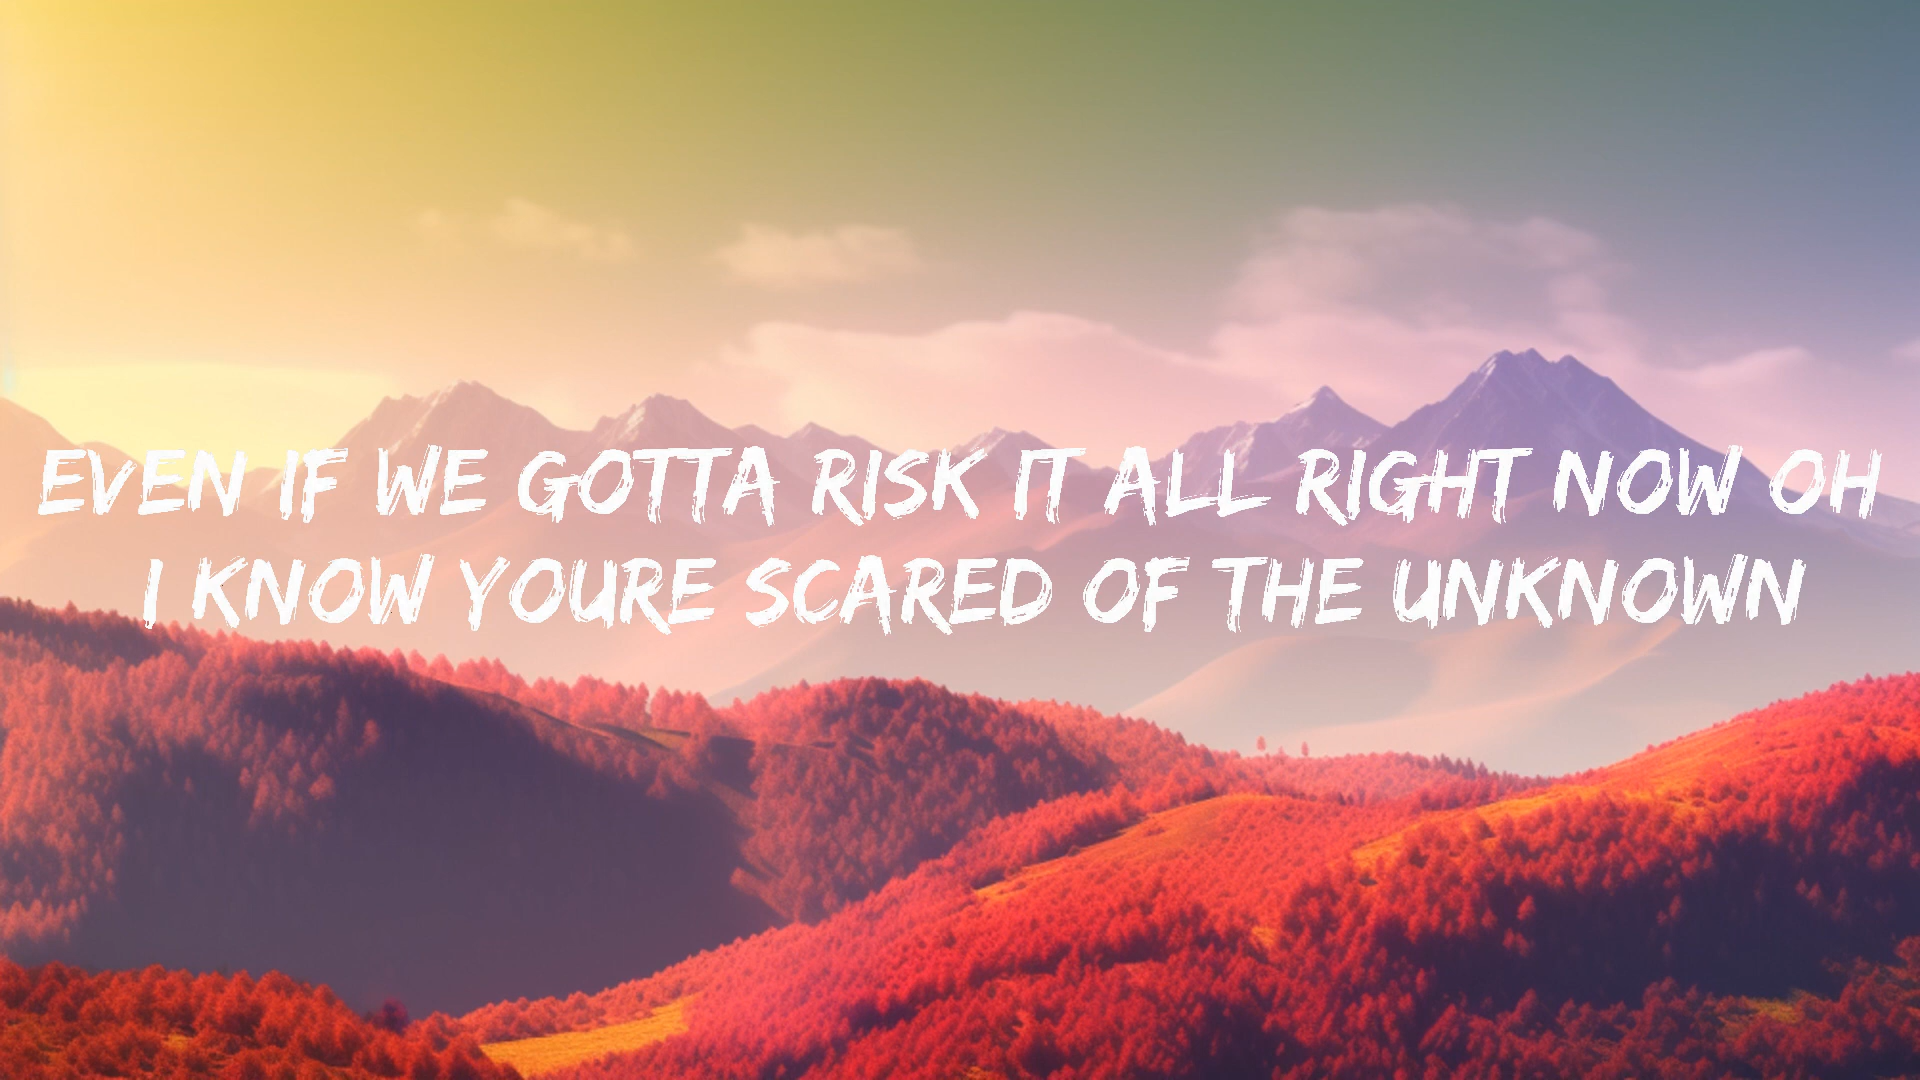 EVEN IF WE GOTTA RISK IT ALL RIGHT NOW OH
I KNOW YOURE SCARED OF THE UNKNOWN